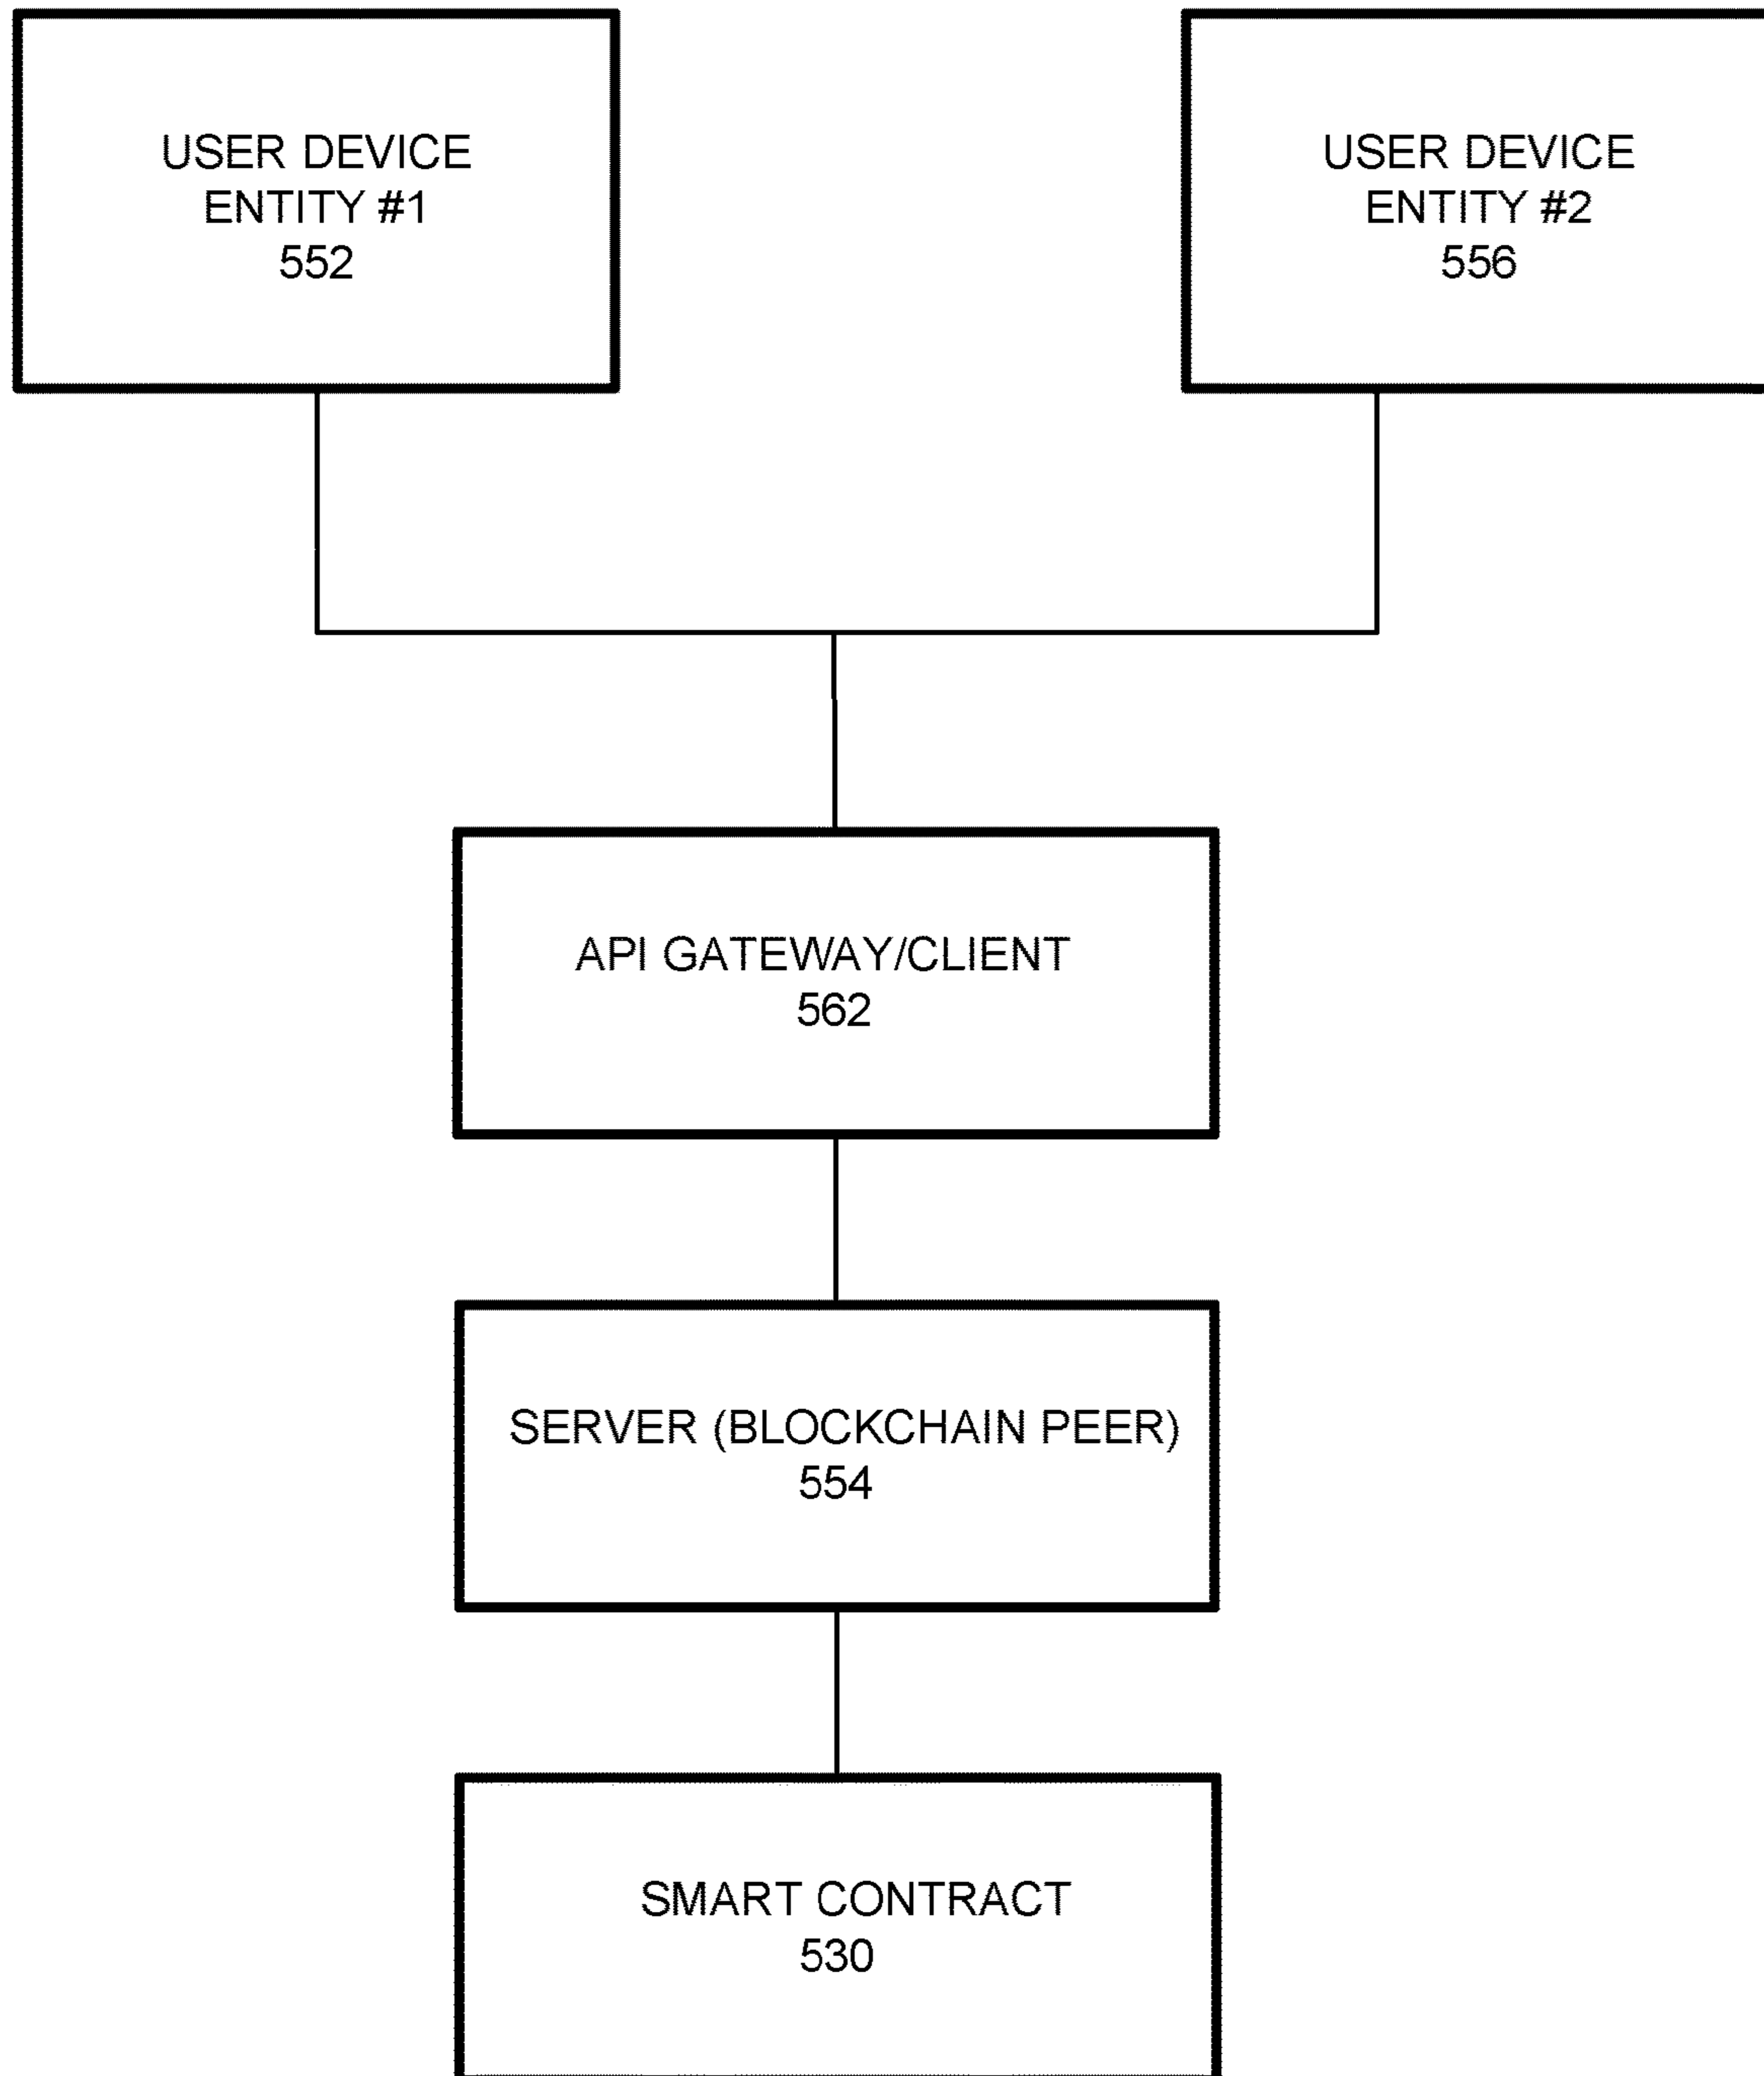 USER DEVICE
ENTITY #1
552
USER DEVICE
ENTITY #2
556
API GATEWAY/CLIENT
562
SERVER (BLOCKCHAIN PEER)
554
SMART CONTRACT
530